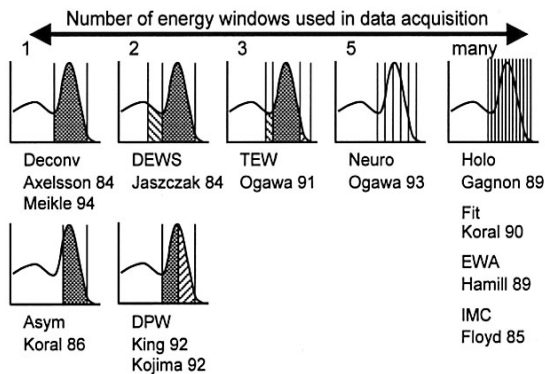 Number of energy windows used in data acquisition
1 2 3 5 many
Deconv
Axelsson 84
Meikle 94
DEWS
Jaszczak 84
TEW
Ogawa 91
Neuro
Ogawa 93
Holo
Gagnon 89
Fit
Koral 90
EWA
Hamill 89
IMC
Floyd 85
Asym
Koral 86
DPW
King 92
Kojima 92